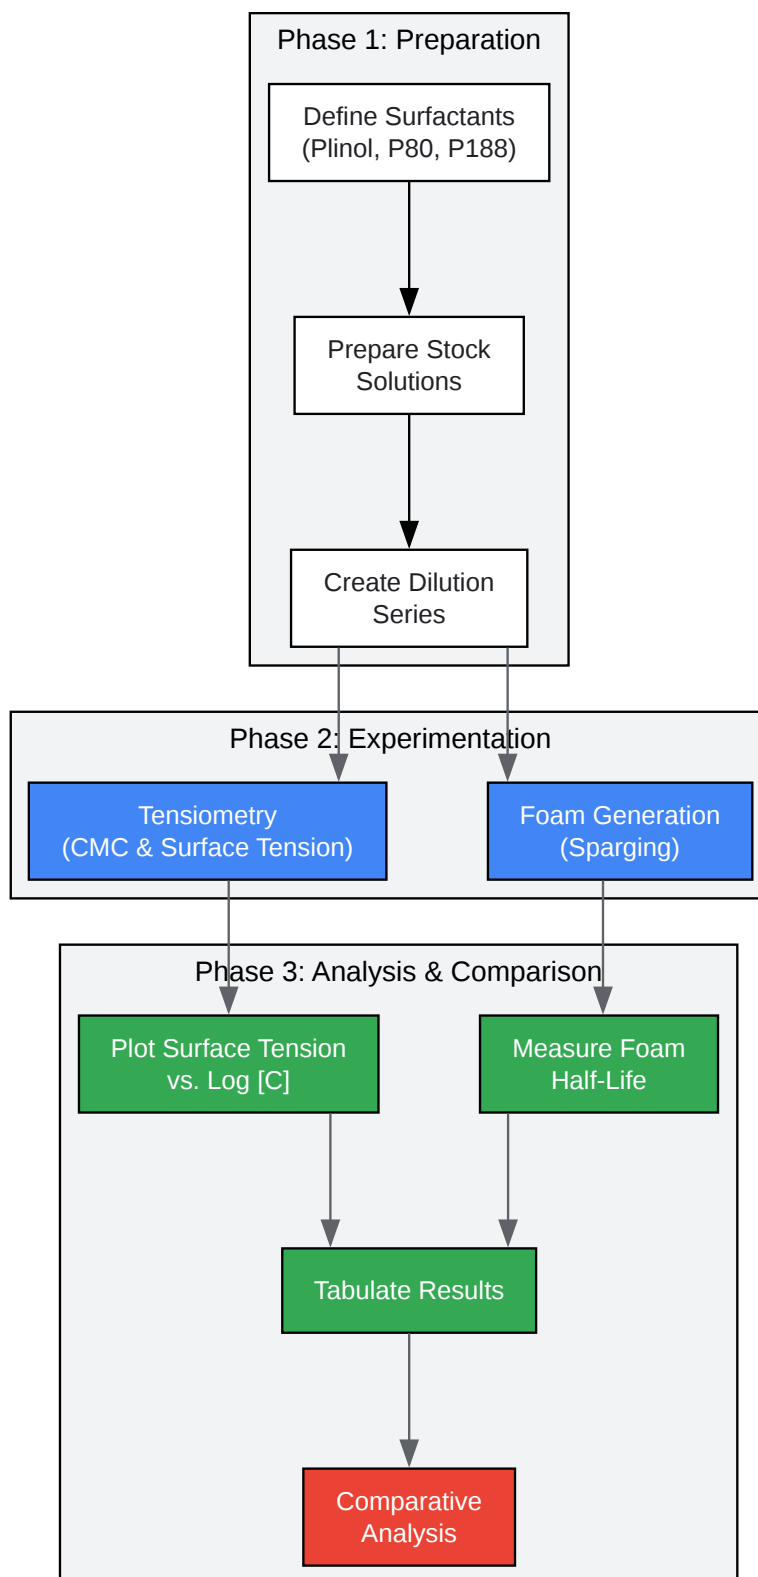 Phase 1: Preparation
Define Surfactants
(Plinol, P80, P188)
Prepare Stock
Solutions
Create Dilution
Series
Phase 2: Experimentation
Tensiometry
(CMC & Surface Tension)
Foam Generation
(Sparging)
Phase 3: Analysis & Comparison
Plot Surface Tension
vs. Log [C]
Measure Foam
Half-Life
Tabulate Results
Comparative
Analysis